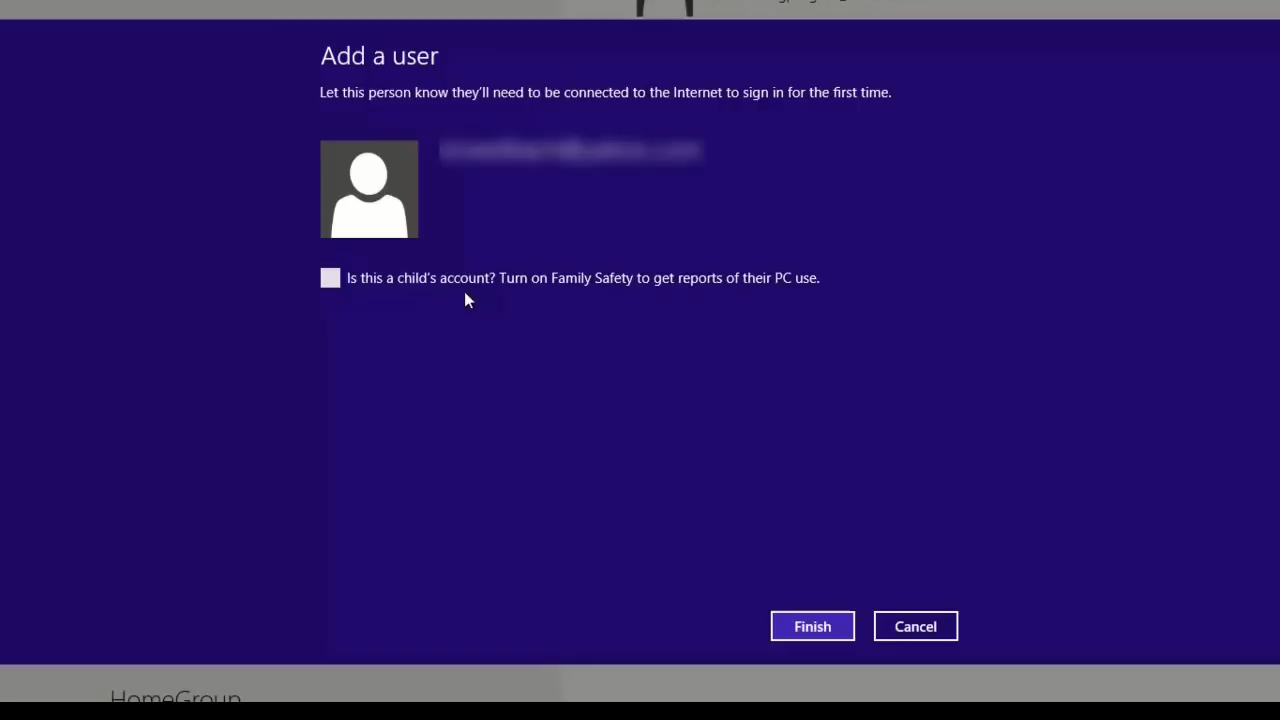 Add a user
Let this person know they'll need to be connected to the Internet to sign in for the first time.
Is this a child's account? Turn on Family Safety to get reports of their PC use.
Finish
Cancel
HomeGroup